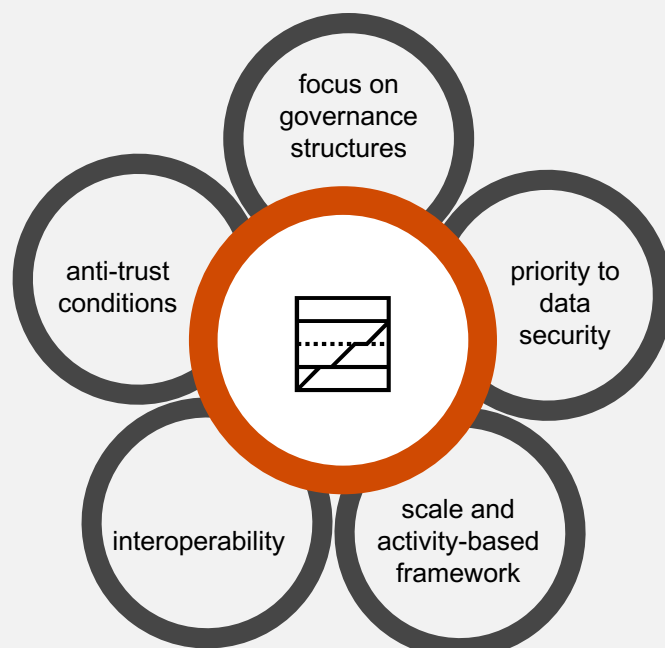 focus on
governance
structures
anti-trust
conditions
priority to
data
security
interoperability
scale and
activity-based
framework